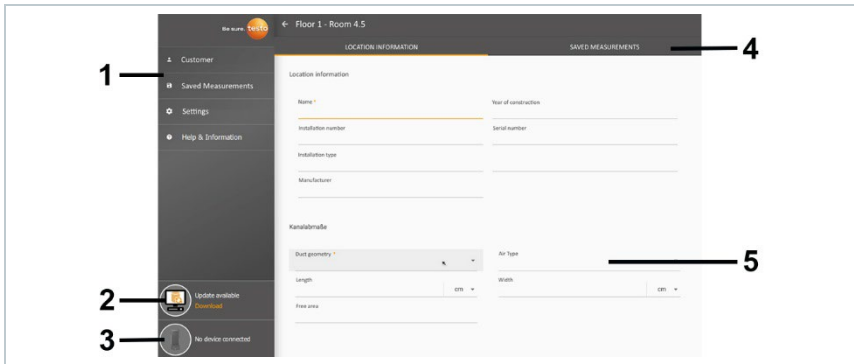 Be sure. testo
← Floor 1 - Room 4.5
LOCATION INFORMATION SAVED MEASUREMENTS
Customer
Saved Measurements
Settings
Help & Information
Location information
Name *
Year of construction
Installation number
Serial number
Installation type
Manufacturer
Kanalabmaße
Duct geometry *
Air Type
Length
cm
Width
cm
Free area
Update available
Download
No device connected
1
2
3
4
5